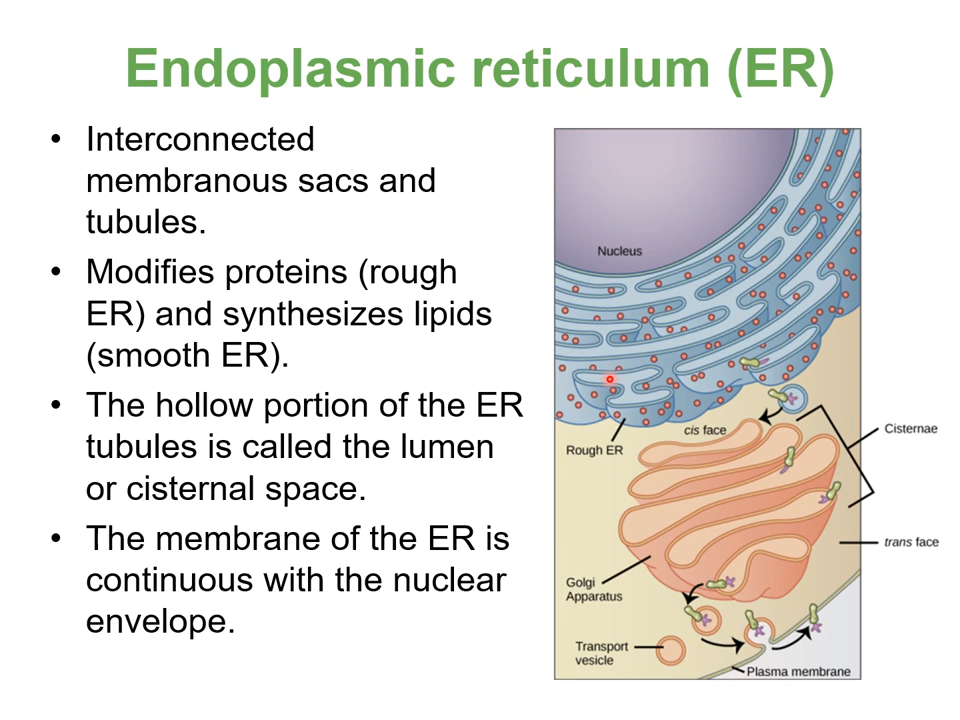 Endoplasmic reticulum (ER)
• Interconnected
membranous sacs and
tubules.
• Modifies proteins (rough
ER) and synthesizes lipids
(smooth ER).
• The hollow portion of the ER
tubules is called the lumen
or cisternal space.
• The membrane of the ER is
continuous with the nuclear
envelope.
Nucleus
cis face
Rough ER
Cisternae
trans face
Golgi
Apparatus
Transport
vesicle
Plasma membrane